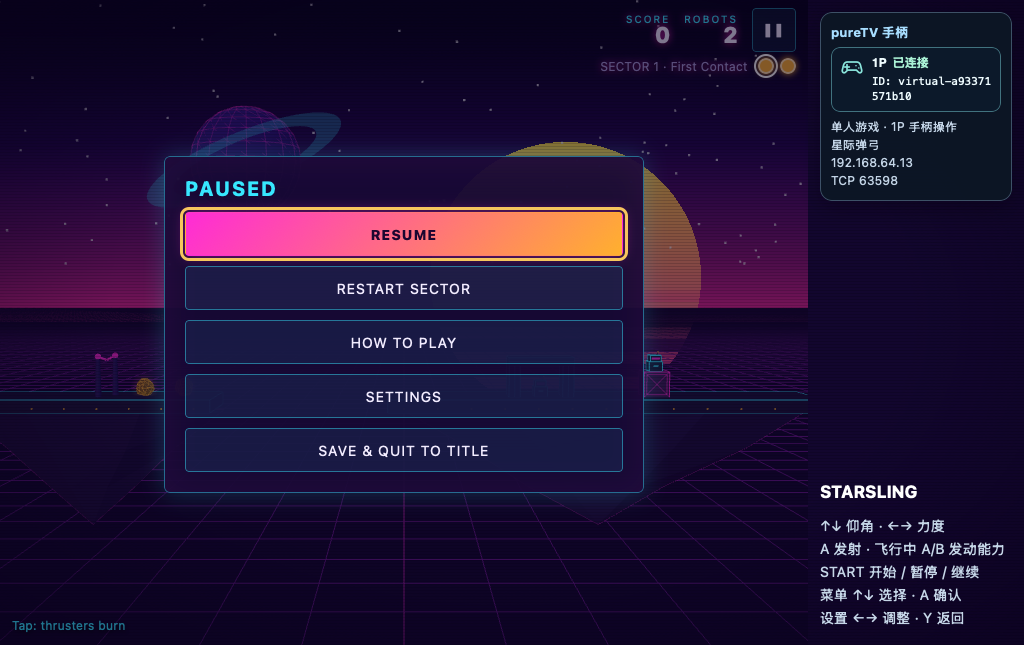 SCORE ROBOTS
0 2
SECTOR 1 · First Contact
PAUSED
RESUME
RESTART SECTOR
HOW TO PLAY
SETTINGS
SAVE & QUIT TO TITLE
Tap: thrusters burn
pureTV 手柄
1P 已连接
ID: virtual-a93371
571b10
单人游戏 · 1P 手柄操作
星际弹弓
192.168.64.13
TCP 63598
STARSLING
↑↓ 仰角 · ←→ 力度
A 发射 · 飞行中 A/B 发动能力
START 开始 / 暂停 / 继续
菜单 ↑↓ 选择 · A 确认
设置 ←→ 调整 · Y 返回